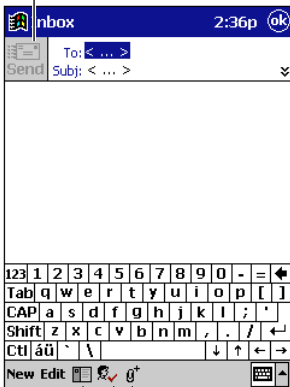 Inbox 2:36p ok
To: < ... >
Send Subj: < ... >
123 1 2 3 4 5 6 7 8 9 0 - =
Tab q w e r t y u i o p [ ]
CAP a s d f g h j k l ; '
Shift z x c v b n m , . /
Ctl áü ` \
New Edit